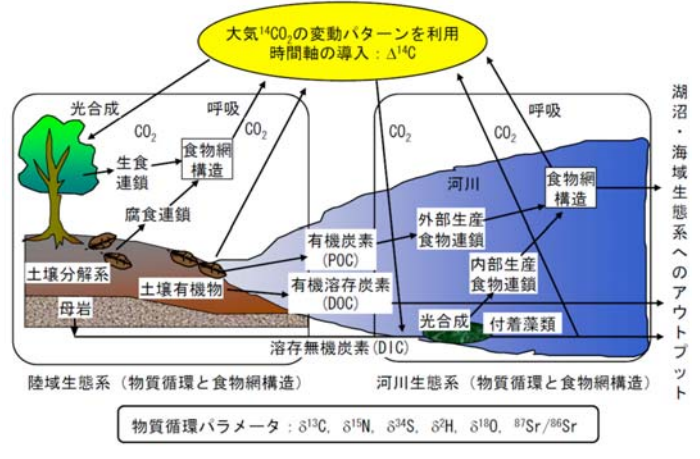 大気¹⁴CO₂の変動パターンを利用
時間軸の導入：Δ¹⁴C
光合成
呼吸
CO₂
CO₂
生食
連鎖
食物網
構造
腐食連鎖
土壌分解系
土壌有機物
母岩
呼吸
CO₂
CO₂
河川
食物網
構造
外部生産
食物連鎖
有機炭素
(POC)
内部生産
食物連鎖
有機溶存炭素
(DOC)
光合成
付着藻類
溶存無機炭素(DIC)
湖沼・海域生態系へのアウトプット
陸域生態系（物質循環と食物網構造）
河川生態系（物質循環と食物網構造）
物質循環パラメータ：δ¹³C, δ¹⁵N, δ³⁴S, δ²H, δ¹⁸O, ⁸⁷Sr/⁸⁶Sr